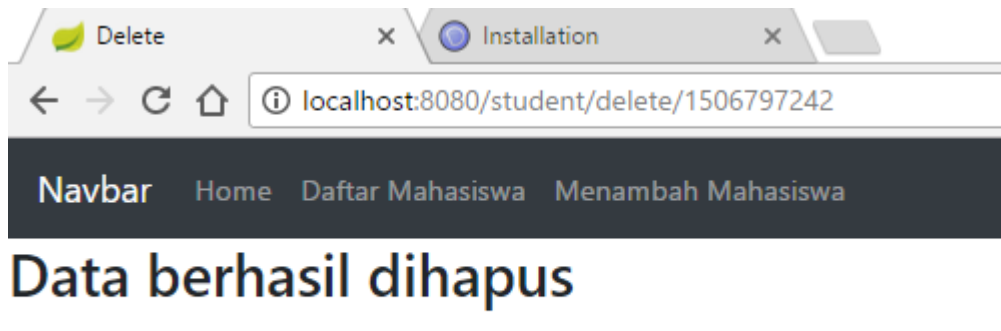 Delete Installation
localhost:8080/student/delete/1506797242
Navbar Home Daftar Mahasiswa Menambah Mahasiswa
Data berhasil dihapus